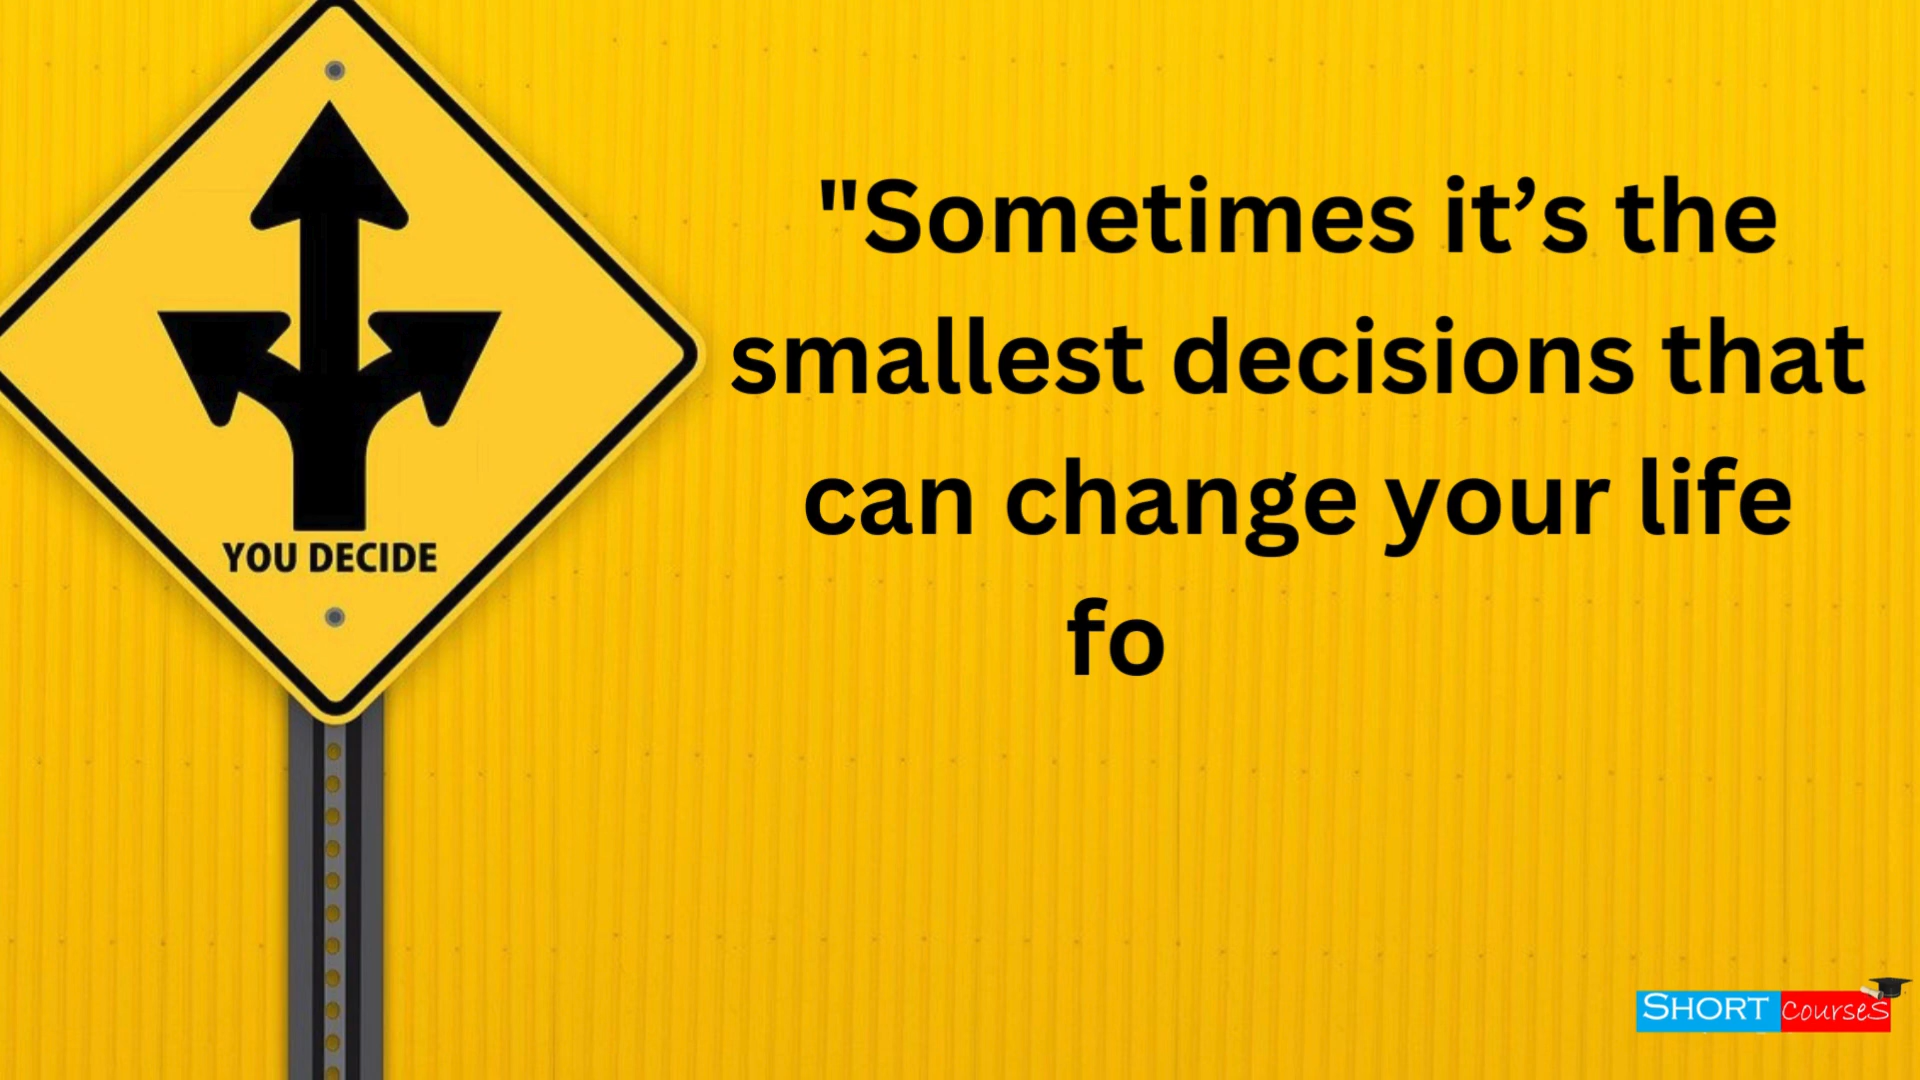 "Sometimes it’s the
smallest decisions that
can change your life
fo
YOU DECIDE
SHORT courses